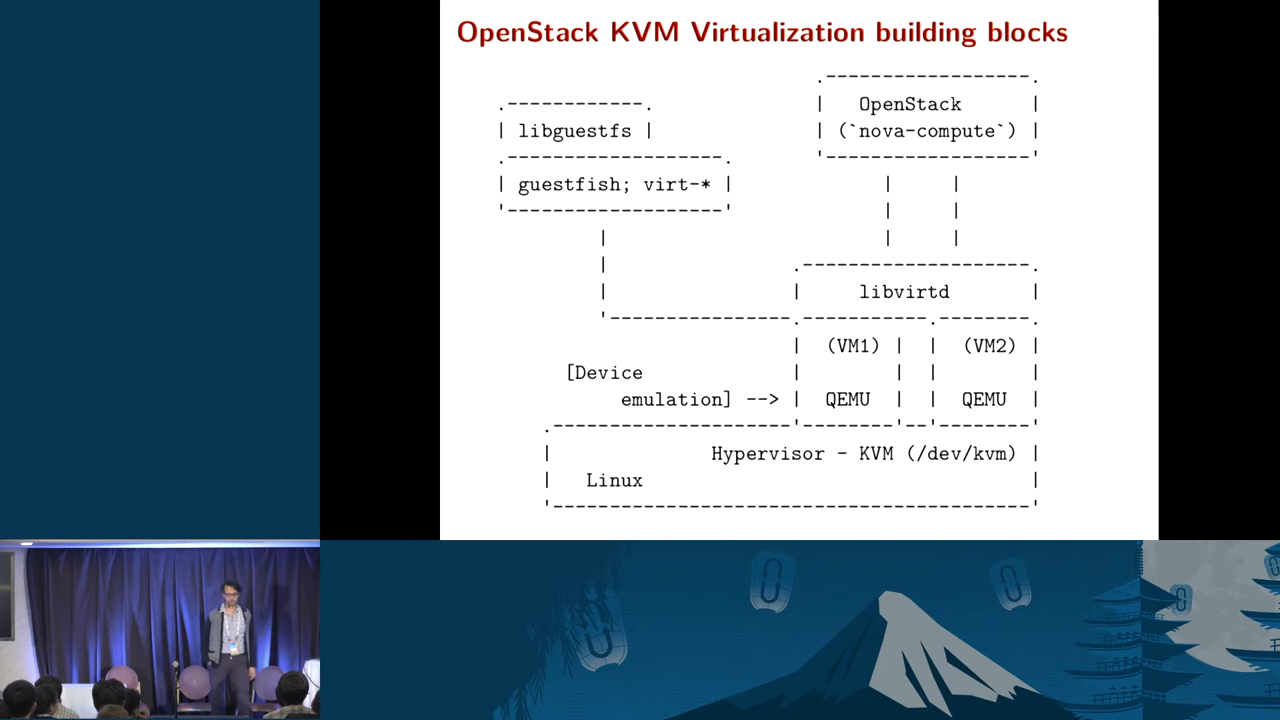 OpenStack KVM Virtualization building blocks
libguestfs
guestfish; virt-*
OpenStack
(`nova-compute`)
libvirtd
(VM1)
(VM2)
[Device
emulation] -->
QEMU
QEMU
Hypervisor - KVM (/dev/kvm)
Linux